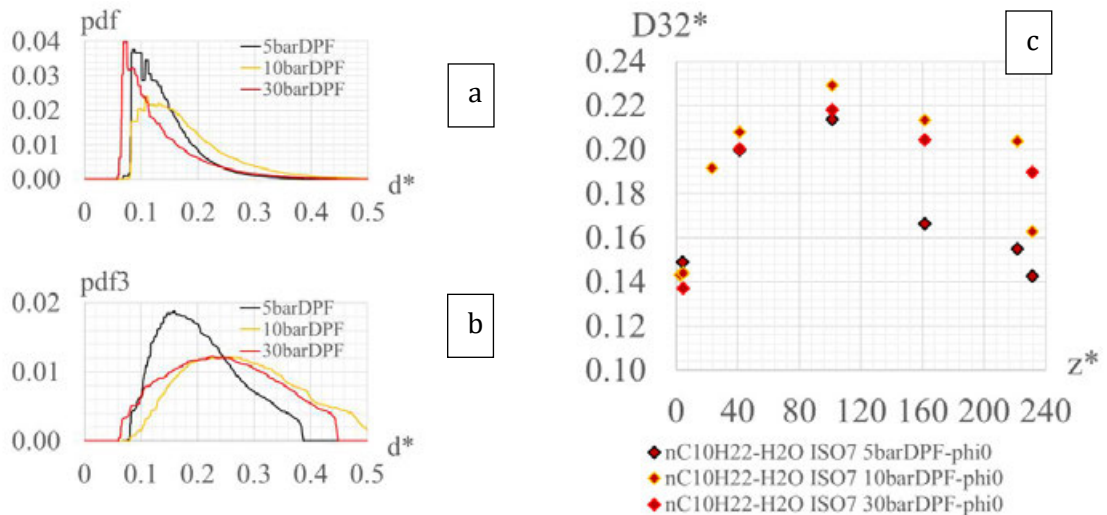 pdf
0.04
0.03
0.02
0.01
0.00
5barDPF
10barDPF
30barDPF
d*
0 0.1 0.2 0.3 0.4 0.5
a
pdf3
0.02
0.01
0.00
5barDPF
10barDPF
30barDPF
d*
0 0.1 0.2 0.3 0.4 0.5
b
D32*
c
0.24
0.22
0.20
0.18
0.16
0.14
0.12
0.10
z*
0 40 80 120 160 200 240
nC10H22-H2O ISO7 5barDPF-phi0
nC10H22-H2O ISO7 10barDPF-phi0
nC10H22-H2O ISO7 30barDPF-phi0